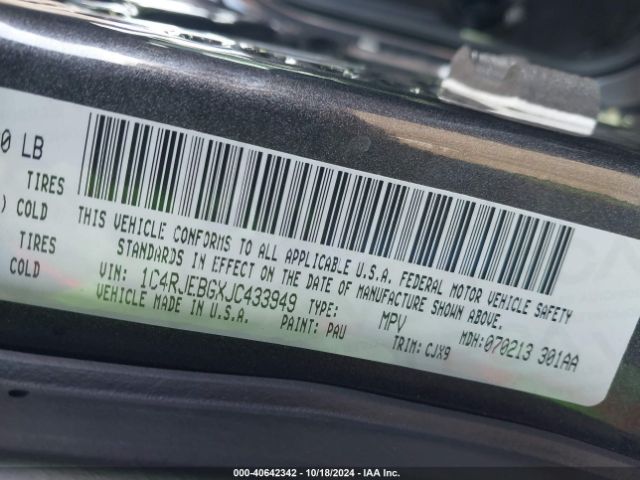 0 LB
TIRES
) COLD
TIRES
COLD
THIS VEHICLE CONFORMS TO ALL APPLICABLE U.S.A. FEDERAL MOTOR VEHICLE SAFETY
STANDARDS IN EFFECT ON THE DATE OF MANUFACTURE SHOWN ABOVE.
VIN: 1C4RJEBGXJC433949 TYPE: MPV MDH: 070213 301AA
VEHICLE MADE IN U.S.A. PAINT: PAU TRIM: CJX9
000-40642342 - 10/18/2024 - IAA Inc.